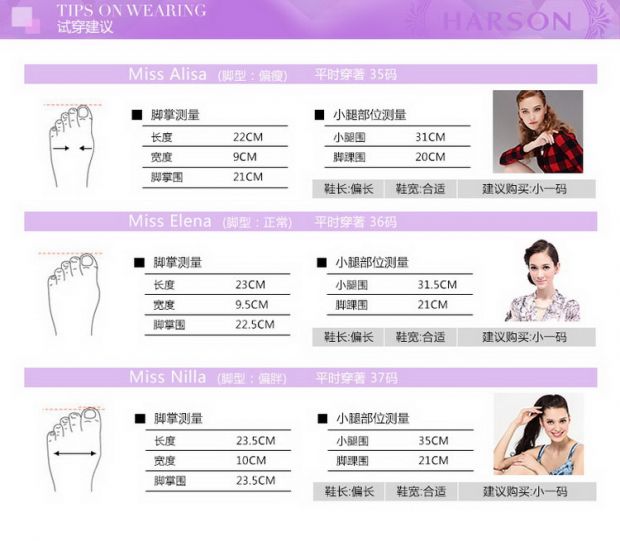 TIPS ON WEARING
试穿建议
HARSON
Miss Alisa (脚型：偏瘦) 平时穿著 35码
■ 脚掌测量 ■ 小腿部位测量
长度 22CM 小腿围 31CM
宽度 9CM 脚踝围 20CM
脚掌围 21CM
鞋长:偏长 鞋宽:合适 建议购买:小一码
Miss Elena (脚型：正常) 平时穿著 36码
■ 脚掌测量 ■ 小腿部位测量
长度 23CM 小腿围 31.5CM
宽度 9.5CM 脚踝围 21CM
脚掌围 22.5CM
鞋长:偏长 鞋宽:合适 建议购买:小一码
Miss Nilla (脚型：偏胖) 平时穿著 37码
■ 脚掌测量 ■ 小腿部位测量
长度 23.5CM 小腿围 35CM
宽度 10CM 脚踝围 21CM
脚掌围 23.5CM
鞋长:偏长 鞋宽:合适 建议购买:小一码